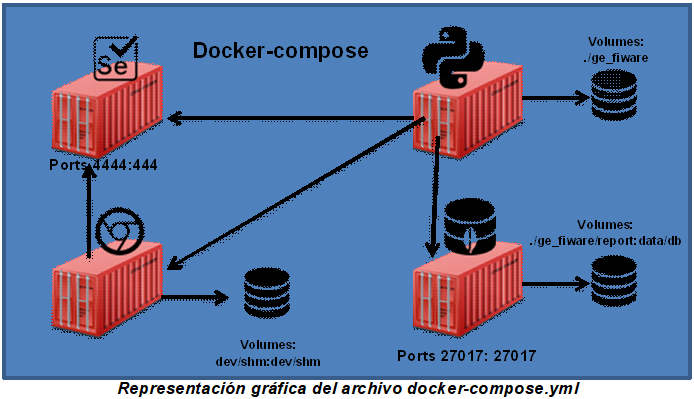 Se
Docker-compose
Volumes:
./ge_fiware
Ports 4444:444
Volumes:
./ge_fiware/report:data/db
Volumes:
dev/shm:dev/shm
Ports 27017: 27017
Representación gráfica del archivo docker-compose.yml